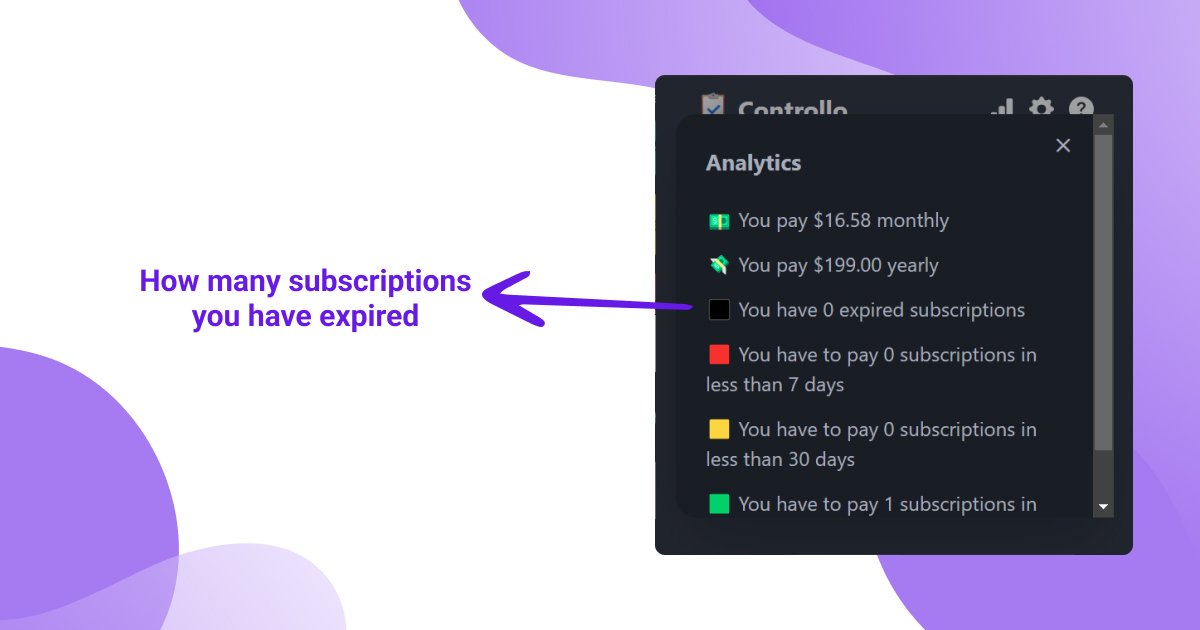 How many subscriptions
you have expired
Controllo
Analytics
You pay $16.58 monthly
You pay $199.00 yearly
You have 0 expired subscriptions
You have to pay 0 subscriptions in
less than 7 days
You have to pay 0 subscriptions in
less than 30 days
You have to pay 1 subscriptions in